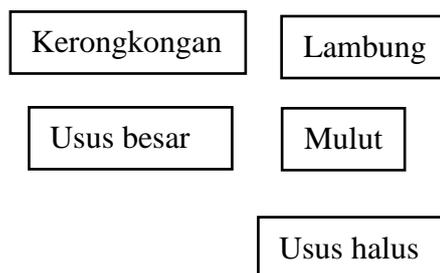 Kerongkongan
Lambung
Usus besar
Mulut
Usus halus